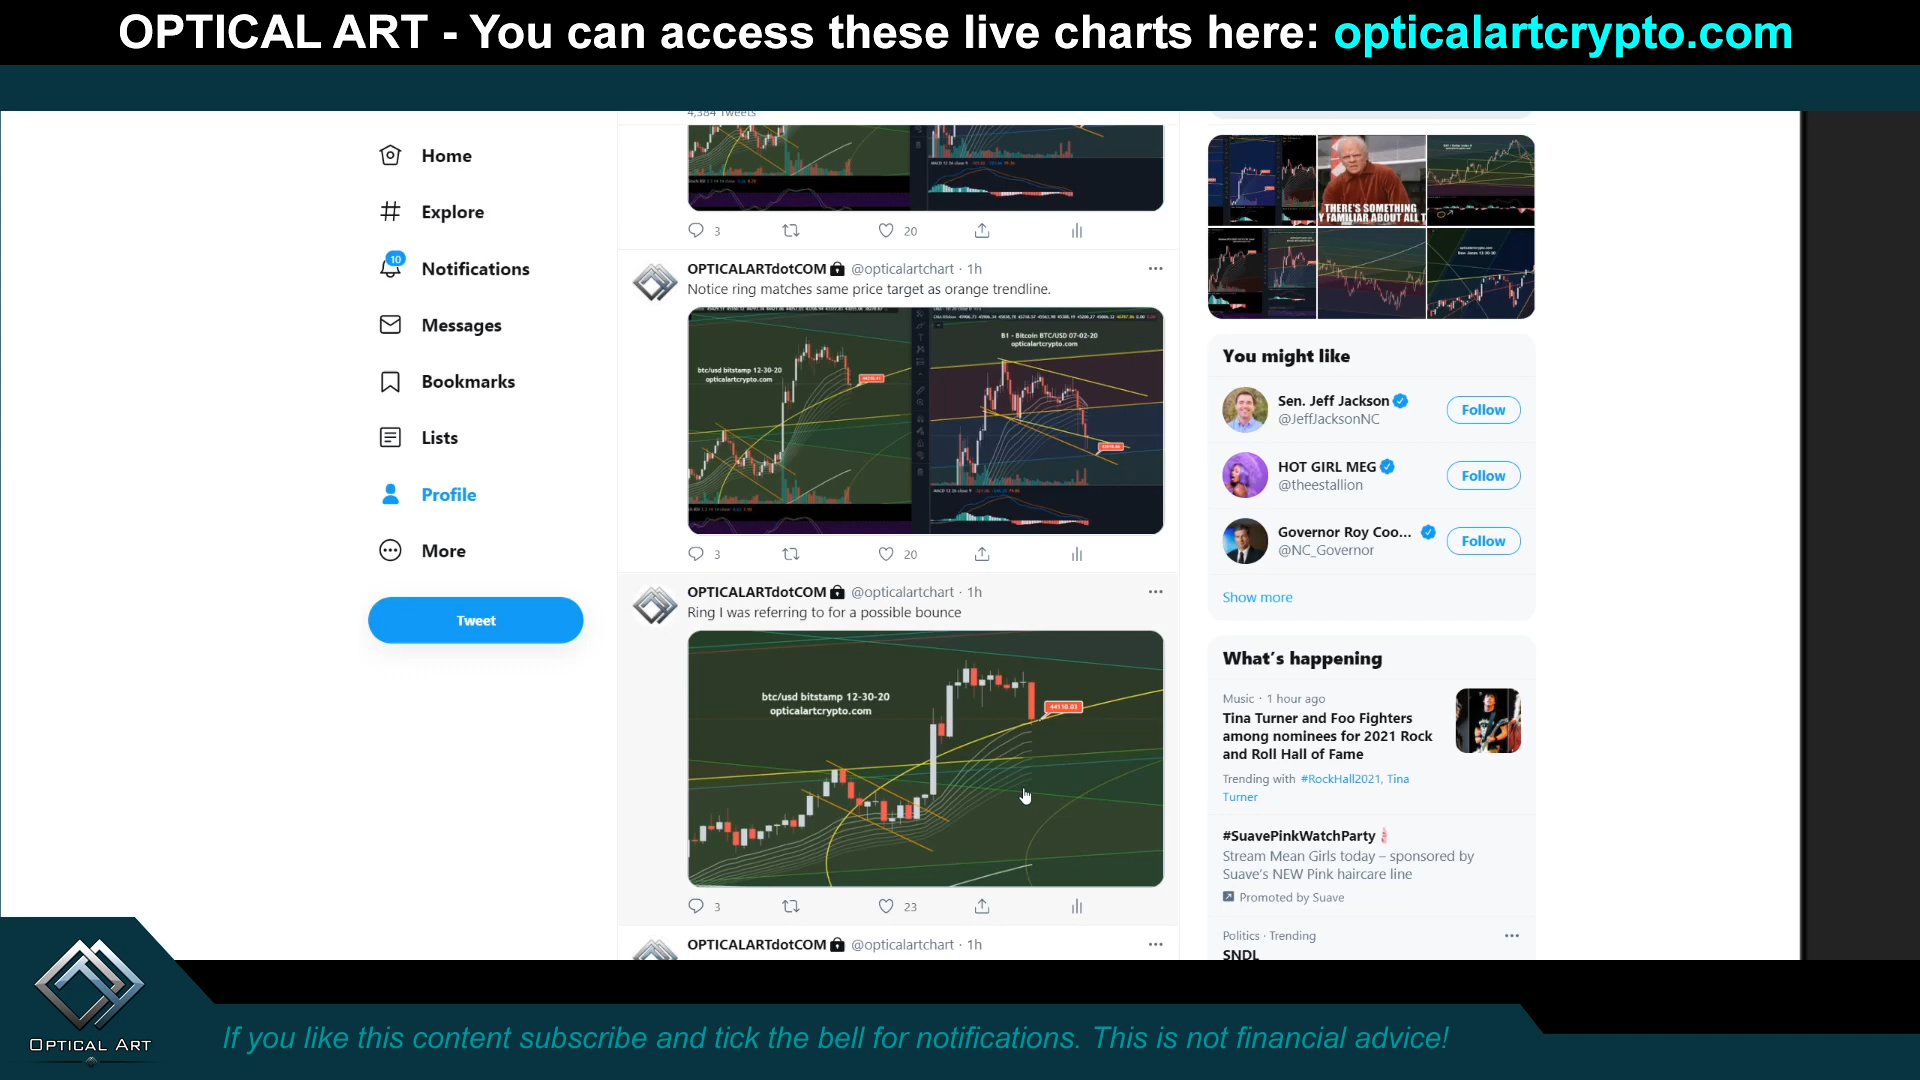 OPTICAL ART - You can access these live charts here: opticalartcrypto.com
4,384 Tweets
Home
Explore
10
Notifications
Messages
Bookmarks
Lists
Profile
More
Tweet
3
20
OPTICALARTdotCOM @opticalartchart · 1h
Notice ring matches same price target as orange trendline.
btc/usd bitstamp 12-30-20
opticalartcrypto.com
B1 - Bitcoin BTC/USD 07-02-20
opticalartcrypto.com
3
20
OPTICALARTdotCOM @opticalartchart · 1h
Ring I was referring to for a possible bounce
btc/usd bitstamp 12-30-20
opticalartcrypto.com
44110.03
3
23
OPTICALARTdotCOM @opticalartchart · 1h
THERE'S SOMETHING
Y FAMILIAR ABOUT ALL T
You might like
Sen. Jeff Jackson
@JeffJacksonNC
Follow
HOT GIRL MEG
@theestallion
Follow
Governor Roy Coo...
@NC_Governor
Follow
Show more
What's happening
Music · 1 hour ago
Tina Turner and Foo Fighters
among nominees for 2021 Rock
and Roll Hall of Fame
Trending with #RockHall2021, Tina
Turner
#SuavePinkWatchParty
Stream Mean Girls today – sponsored by
Suave's NEW Pink haircare line
Promoted by Suave
Politics · Trending
SNDL
OPTICAL ART
If you like this content subscribe and tick the bell for notifications. This is not financial advice!